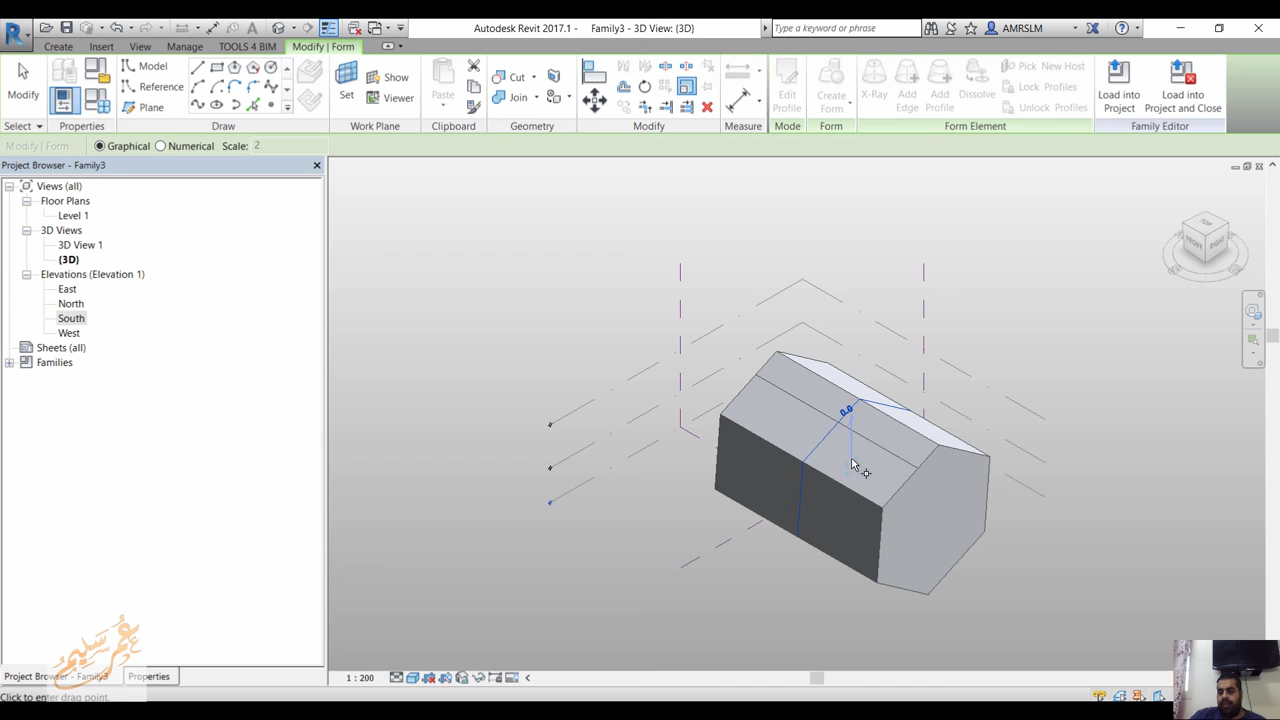 Autodesk Revit 2017.1 - Family3 - 3D View: {3D}
Type a keyword or phrase
AMRSLM
Create Insert View Manage TOOLS 4 BIM Modify | Form
Modify
Model
Reference
Plane
Set
Show
Viewer
Paste
Cut
Join
Edit Profile
Create Form
X-Ray
Add Edge
Add Profile
Dissolve
Pick New Host
Lock Profiles
Unlock Profiles
Load into Project
Load into Project and Close
Select Properties Draw Work Plane Clipboard Geometry Modify Measure Mode Form Form Element Family Editor
Modify | Form Graphical Numerical Scale: 2
Project Browser - Family3
Views (all)
Floor Plans
Level 1
3D Views
3D View 1
{3D}
Elevations (Elevation 1)
East
North
South
West
Sheets (all)
Families
TOP
FRONT
RIGHT
0.0
عمر سليم
Project Browser - Family3 Properties
1 : 200
Click to enter drag point.